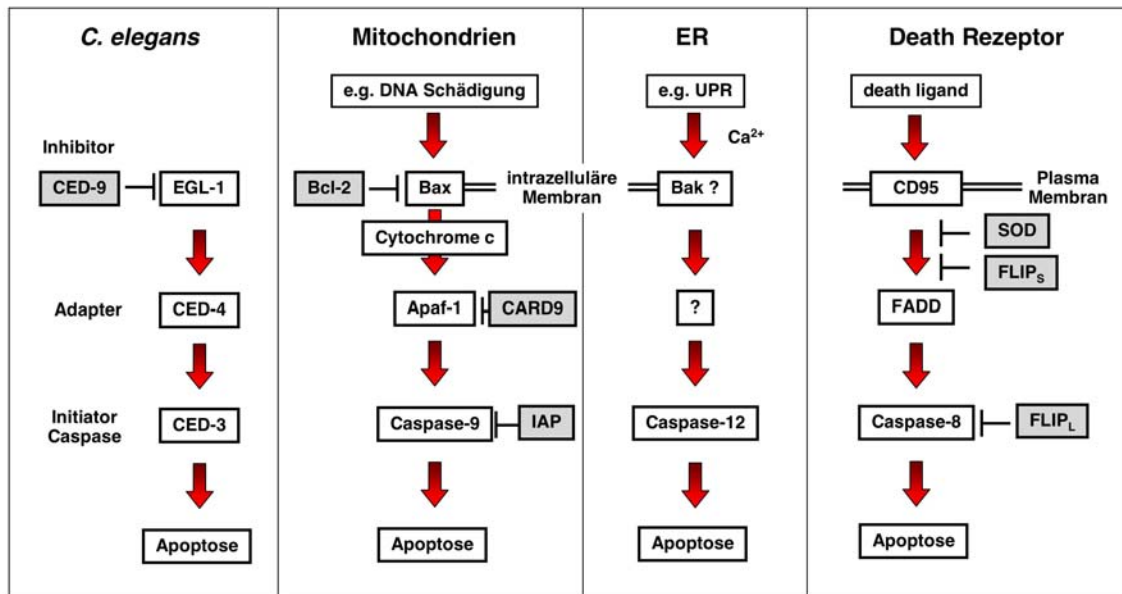 C. elegans
Inhibitor
CED-9
EGL-1
Adapter
CED-4
Initiator
Caspase
CED-3
Apoptose
Mitochondrien
e.g. DNA Schädigung
Bcl-2
Bax
intrazelluläre
Membran
Cytochrome c
Apaf-1
CARD9
Caspase-9
IAP
Apoptose
ER
e.g. UPR
Ca²⁺
Bak ?
?
Caspase-12
Apoptose
Death Rezeptor
death ligand
CD95
Plasma
Membran
SOD
FLIPS
FADD
Caspase-8
FLIPL
Apoptose